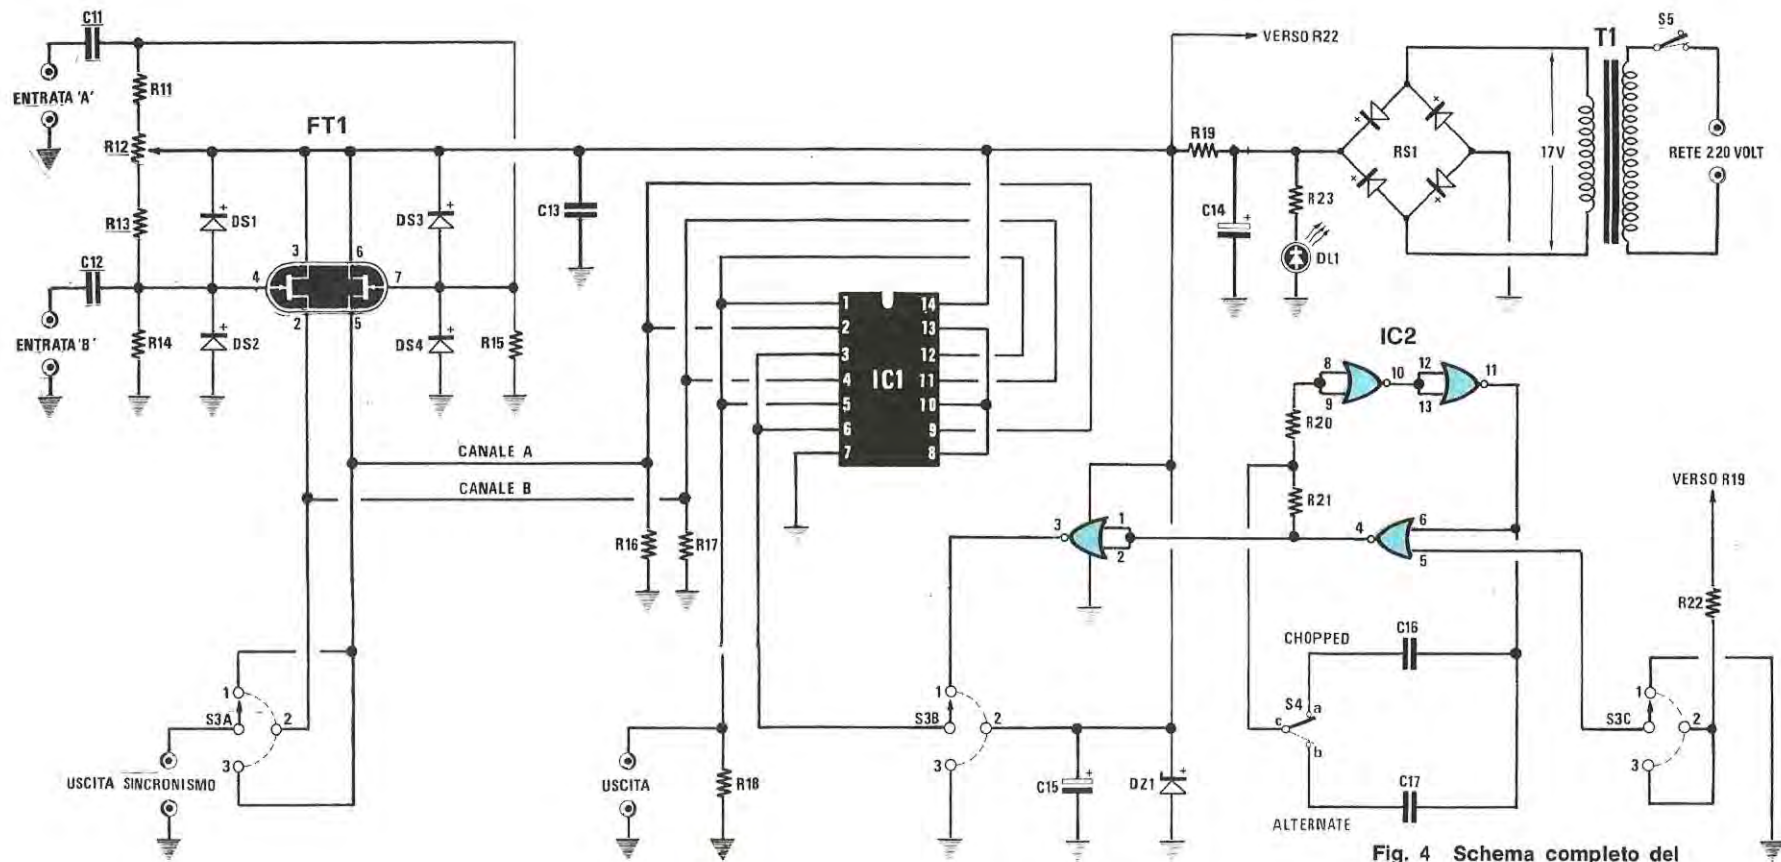 C11
S5
VERSO R22
T1
R11
ENTRATA 'A'
FT1
R12
R19
RS1
17V
RETE 220 VOLT
R13
DS1
DS3
C13
C14
+
R23
DL1
C12
4
3
6
7
ENTRATA 'B'
R14
DS2
2
5
DS4
R15
1
2
3
4
5
6
7
IC1
14
13
12
11
10
9
8
IC2
8
9
10
12
13
11
R20
CANALE A
CANALE B
R21
VERSO R19
R16
R17
3
1
2
4
6
5
R22
CHOPPED
C16
1
S3A
2
3
USCITA SINCRONISMO
USCITA
R18
1
S3B
2
3
C15
+
DZ1
+
S4
a
c
b
C17
ALTERNATE
1
S3C
2
3
Fig. 4 Schema completo del